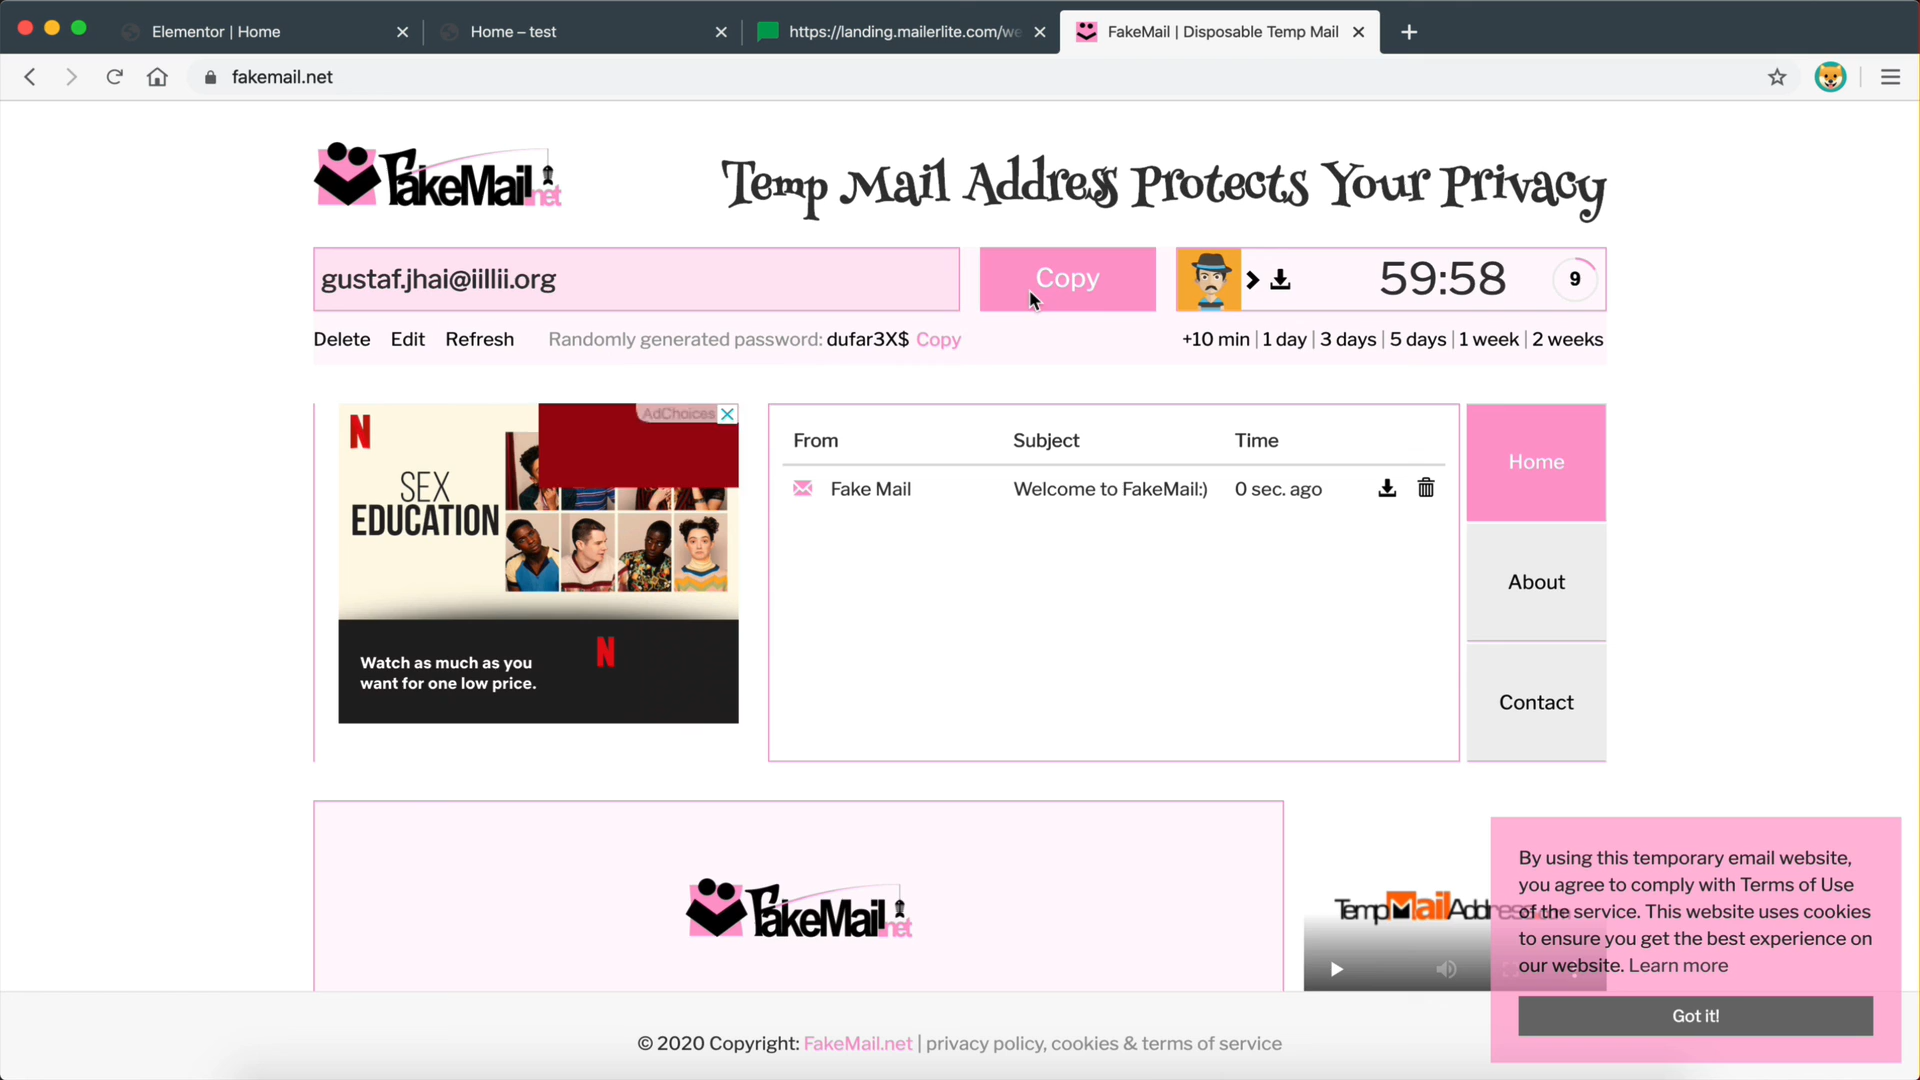 Elementor | Home
Home – test
https://landing.mailerlite.com/we
FakeMail | Disposable Temp Mail
fakemail.net
FakeMail.net
Temp Mail Address Protects Your Privacy
gustaf.jhai@iillii.org
Copy
59:58
9
Delete Edit Refresh Randomly generated password: dufar3X$ Copy
+10 min | 1 day | 3 days | 5 days | 1 week | 2 weeks
AdChoices
N
SEX
EDUCATION
N
Watch as much as you
want for one low price.
From Subject Time
Fake Mail Welcome to FakeMail:) 0 sec. ago
Home
About
Contact
FakeMail.net
TempMailAddress.com
By using this temporary email website,
you agree to comply with Terms of Use
of the service. This website uses cookies
to ensure you get the best experience on
our website. Learn more
Got it!
© 2020 Copyright: FakeMail.net | privacy policy, cookies & terms of service